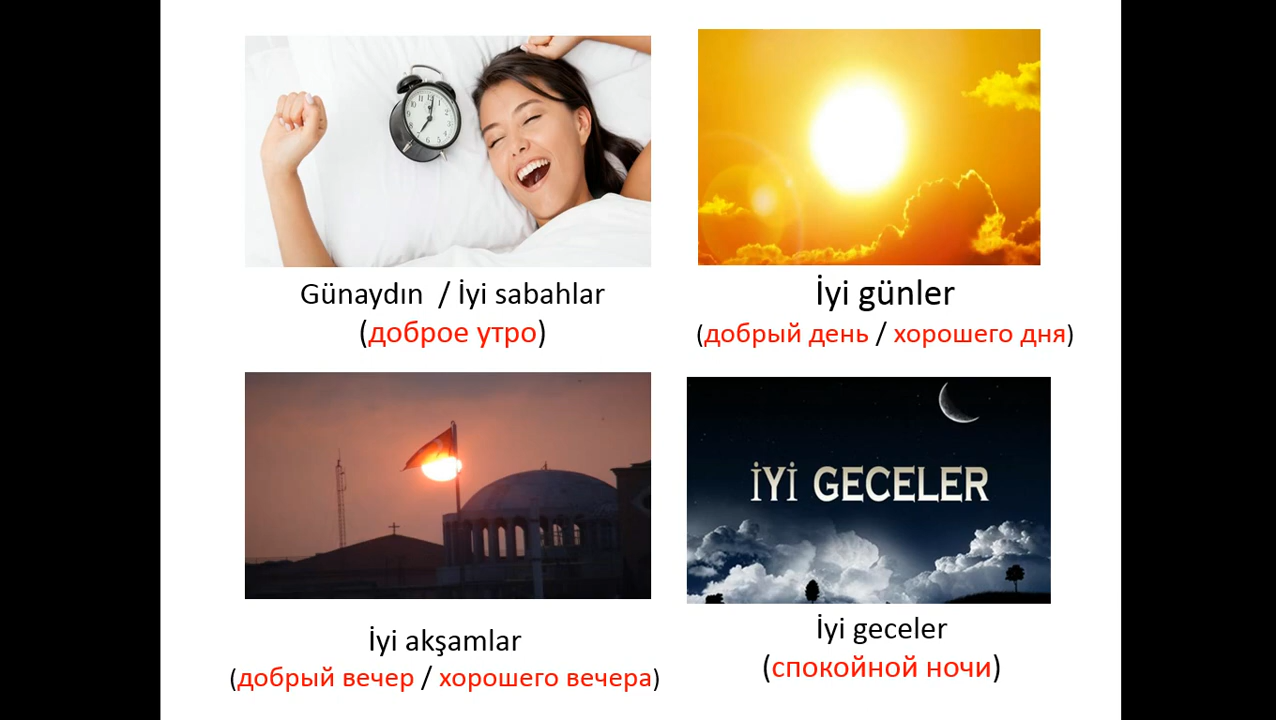 Günaydın / İyi sabahlar
(доброе утро)
İyi günler
(добрый день / хорошего дня)
İyi akşamlar
(добрый вечер / хорошего вечера)
İYİ GECELER
İyi geceler
(спокойной ночи)